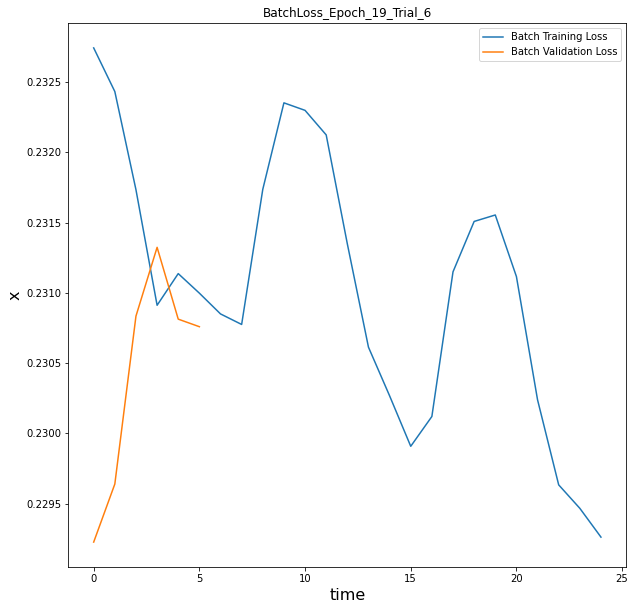 BatchLoss_Epoch_19_Trial_6
Batch Training Loss
Batch Validation Loss
0.2325
0.2320
0.2315
0.2310
0.2305
0.2300
0.2295
x
0 5 10 15 20 25
time